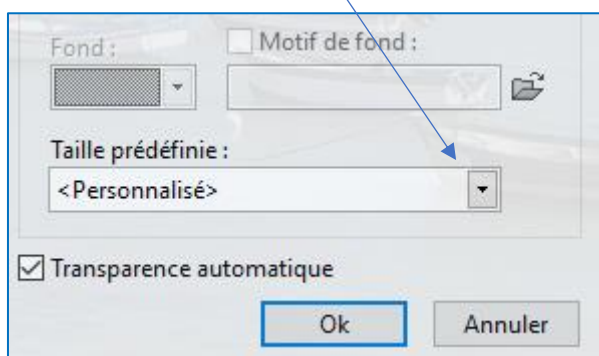 Fond :
Motif de fond :
Taille prédéfinie :
<Personnalisé>
Transparence automatique
Ok
Annuler